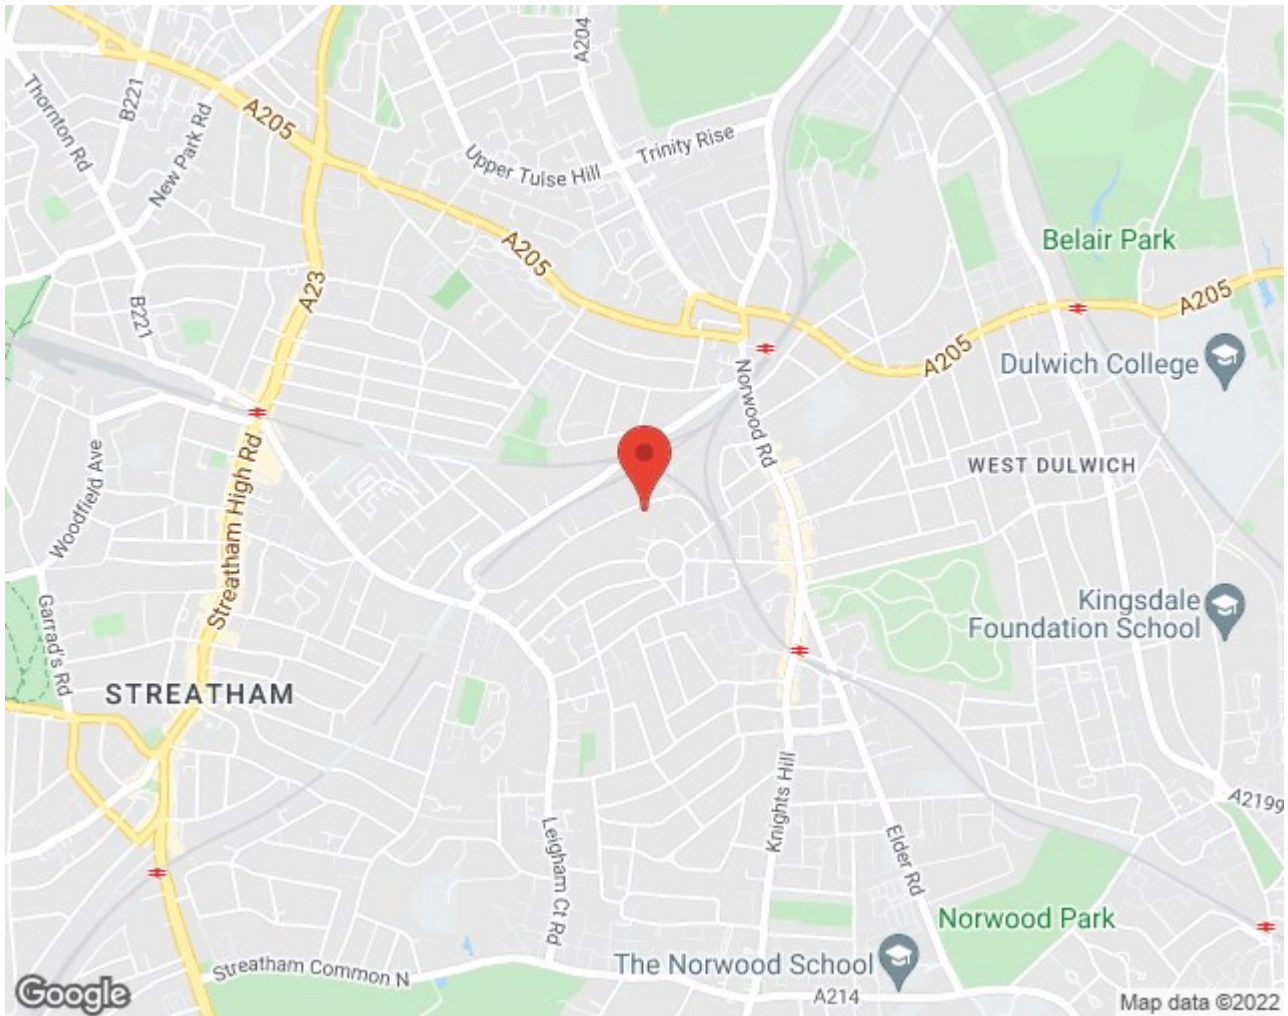 A204
Thornton Rd
B221
New Park Rd
A205
Trinity Rise
Upper Tulse Hill
A205
Belair Park
A23
B221
A205
A205
Dulwich College
Norwood Rd
WEST DULWICH
Woodfield Ave
Streatham High Rd
Garrad's Rd
Kingsdale
Foundation School
STREATHAM
Knights Hill
A2199
Leigham Ct Rd
Elder Rd
Norwood Park
Streatham Common N
The Norwood School
A214
Google
Map data ©2022